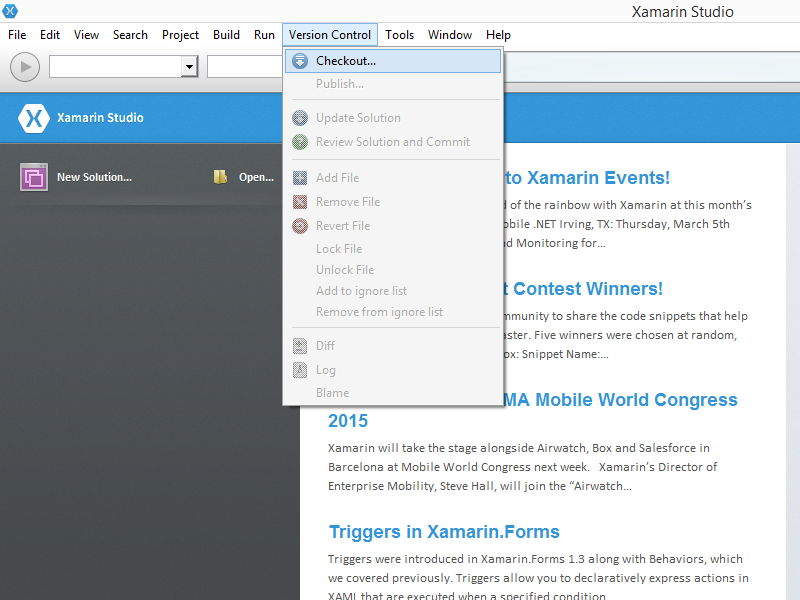 Xamarin Studio
File Edit View Search Project Build Run Version Control Tools Window Help
Checkout...
Publish...
Update Solution
Review Solution and Commit
Add File
Remove File
Revert File
Lock File
Unlock File
Add to ignore list
Remove from ignore list
Diff
Log
Blame
Xamarin Studio
New Solution... Open...
to Xamarin Events!
of the rainbow with Xamarin at this month's
obile .NET Irving, TX: Thursday, March 5th
Monitoring for...
Contest Winners!
munity to share the code snippets that help
aster. Five winners were chosen at random,
ox: Snippet Name:...
MA Mobile World Congress
2015
Xamarin will take the stage alongside Airwatch, Box and Salesforce in
Barcelona at Mobile World Congress next week. Xamarin's Director of
Enterprise Mobility, Steve Hall, will join the “Airwatch...
Triggers in Xamarin.Forms
Triggers were introduced in Xamarin.Forms 1.3 along with Behaviors, which
we covered previously. Triggers allow you to declaratively express actions in
XAML that are executed when a specified condition